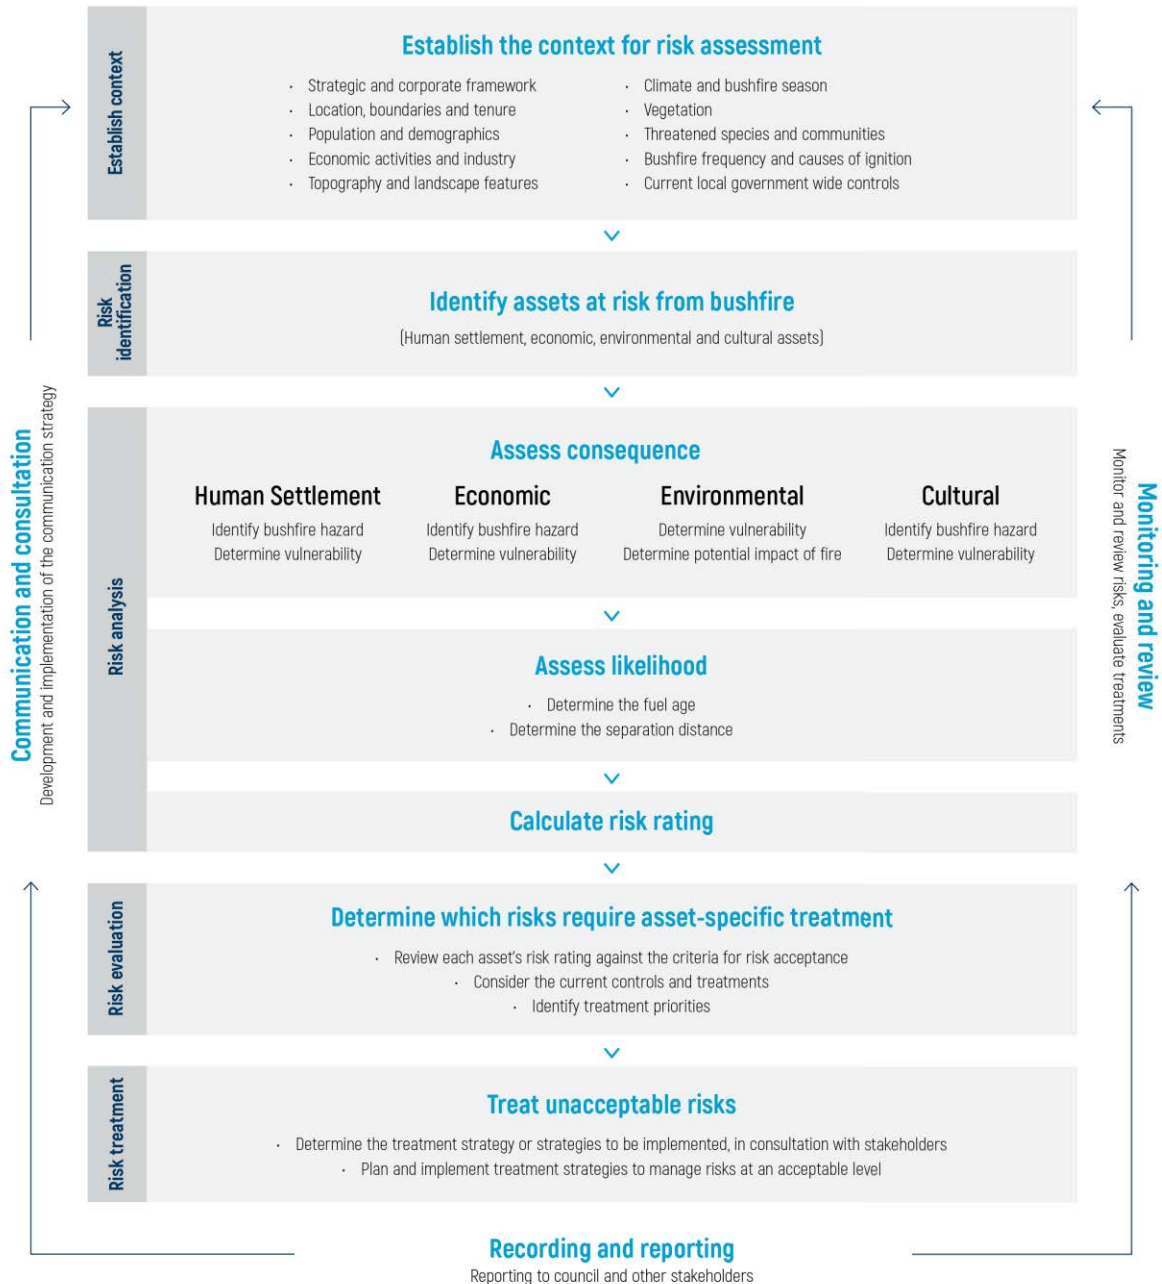 Establish context
Establish the context for risk assessment
· Strategic and corporate framework
· Location, boundaries and tenure
· Population and demographics
· Economic activities and industry
· Topography and landscape features
· Climate and bushfire season
· Vegetation
· Threatened species and communities
· Bushfire frequency and causes of ignition
· Current local government wide controls
Risk
identification
Identify assets at risk from bushfire
(Human settlement, economic, environmental and cultural assets)
Communication and consultation
Development and implementation of the communication strategy
Risk analysis
Assess consequence
Human Settlement
Identify bushfire hazard
Determine vulnerability
Economic
Identify bushfire hazard
Determine vulnerability
Environmental
Determine vulnerability
Determine potential impact of fire
Cultural
Identify bushfire hazard
Determine vulnerability
Assess likelihood
· Determine the fuel age
· Determine the separation distance
Calculate risk rating
Monitoring and review
Monitor and review risks, evaluate treatments
Risk evaluation
Determine which risks require asset-specific treatment
· Review each asset's risk rating against the criteria for risk acceptance
· Consider the current controls and treatments
· Identify treatment priorities
Risk treatment
Treat unacceptable risks
· Determine the treatment strategy or strategies to be implemented, in consultation with stakeholders
· Plan and implement treatment strategies to manage risks at an acceptable level
Recording and reporting
Reporting to council and other stakeholders